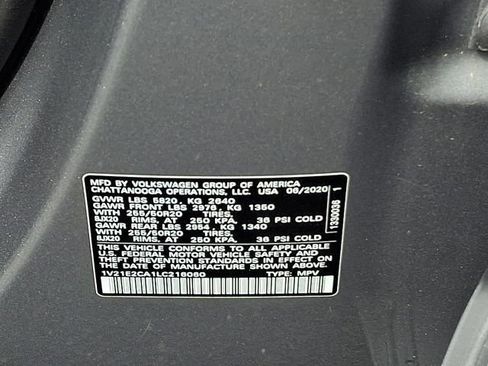 MFD BY VOLKSWAGEN GROUP OF AMERICA
CHATTANOOGA OPERATIONS, LLC. USA 06/2020
GVWR LBS 5820, KG 2640
GAWR FRONT LBS 2976, KG 1350
WITH 255/50R20 TIRES,
8JX20 RIMS, AT 250 KPA, 36 PSI COLD
GAWR REAR LBS 2954, KG 1340
WITH 255/50R20 TIRES,
8JX20 RIMS, AT 250 KPA, 36 PSI COLD
THIS VEHICLE CONFORMS TO ALL APPLICABLE
U.S. FEDERAL MOTOR VEHICLE SAFETY AND
THEFT PREVENTION STANDARDS IN EFFECT ON
THE DATE OF MANUFACTURE SHOWN ABOVE.
1V21E2CA1LC216060 TYPE: MPV
13300036 1